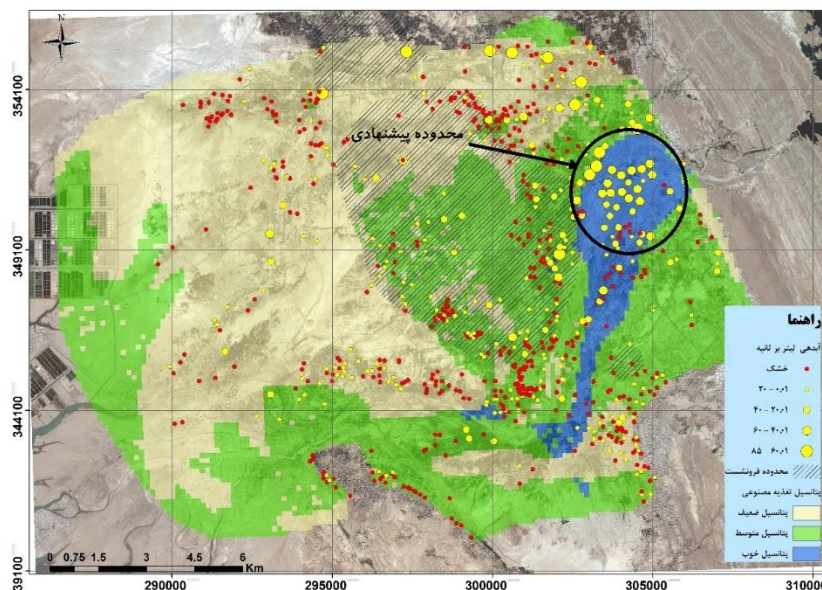 N
354100
349100
344100
39100
محدوده پیشنهادی
راهنما
آبدهی لیتر بر ثانیه
خشک
۲۰ - ۰.۰۱
۴۰ - ۲۰.۰۱
۶۰ - ۴۰.۰۱
۸۵ ۶۰.۰۱
محدوده فرونشست
پتانسیل تغذیه مصنوعی
پتانسیل ضعیف
پتانسیل متوسط
پتانسیل خوب
0 0.75 1.5 3 4.5 6
Km
290000 295000 300000 305000 31000